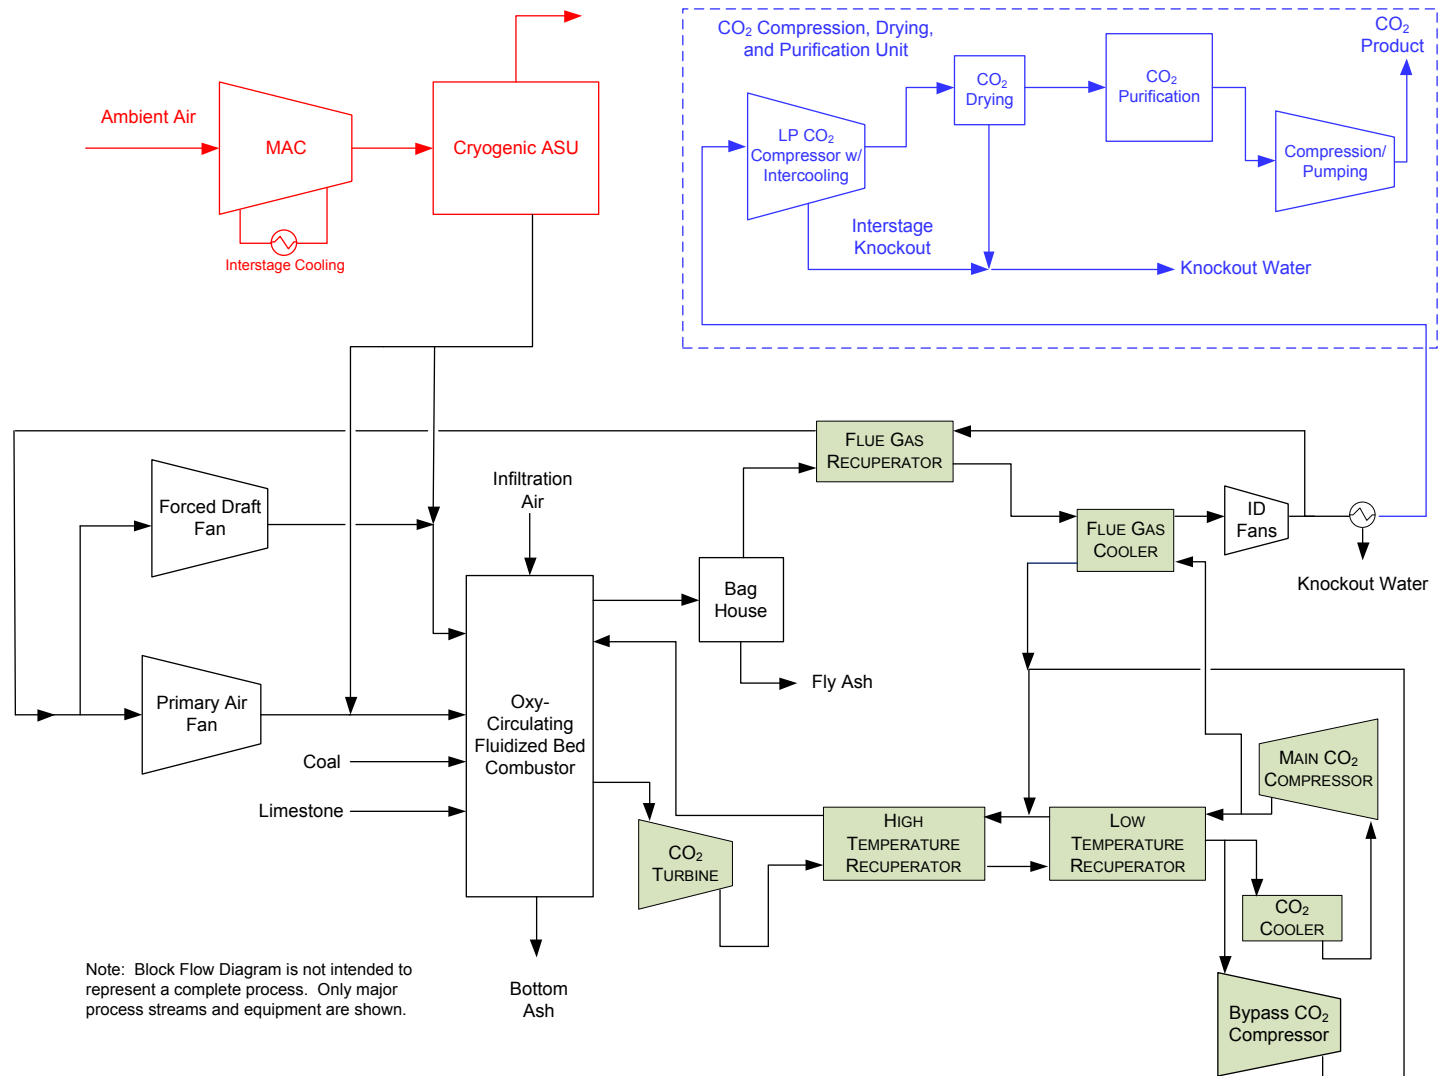 Ambient Air
MAC
Interstage Cooling
Cryogenic ASU
CO₂ Compression, Drying,
and Purification Unit
LP CO₂
Compressor w/
Intercooling
CO₂
Drying
CO₂
Purification
CO₂
Product
Compression/
Pumping
Interstage
Knockout
Knockout Water
Forced Draft
Fan
Primary Air
Fan
Infiltration
Air
Coal
Limestone
Oxy-
Circulating
Fluidized Bed
Combustor
Bottom
Ash
Bag
House
Fly Ash
FLUE GAS
RECUPERATOR
FLUE GAS
COOLER
ID
Fans
Knockout Water
CO₂
TURBINE
HIGH
TEMPERATURE
RECUPERATOR
LOW
TEMPERATURE
RECUPERATOR
MAIN CO₂
COMPRESSOR
CO₂
COOLER
Bypass CO₂
Compressor
Note: Block Flow Diagram is not intended to
represent a complete process. Only major
process streams and equipment are shown.